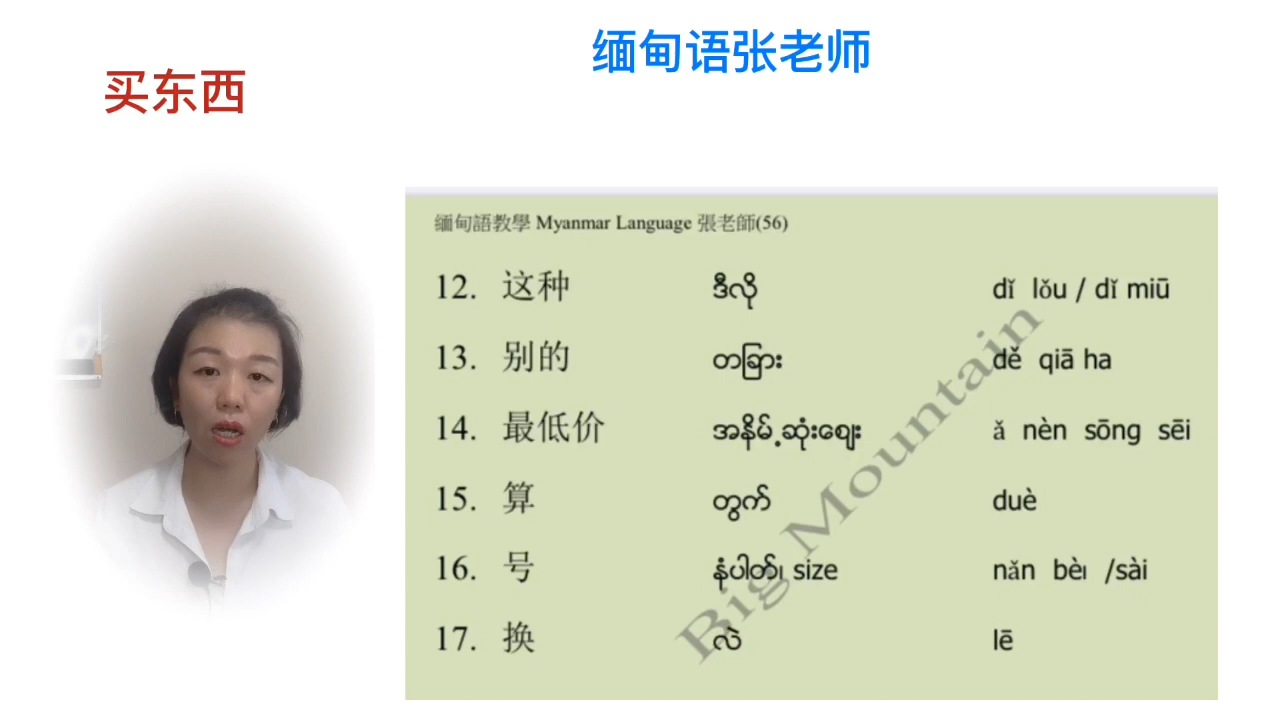 缅甸语张老师
买东西
緬甸語教學 Myanmar Language 張老師(56)
12. 这种 ဒီလို dǐ lǒu / dǐ miū
13. 别的 တခြား dě qiā ha
14. 最低价 အနိမ့်ဆုံးဈေး ǎ nèn sōng sēi
15. 算 တွက် duè
16. 号 နံပါတ်၊ size nǎn bèı /sài
17. 换 လဲ lē
Big Mountain